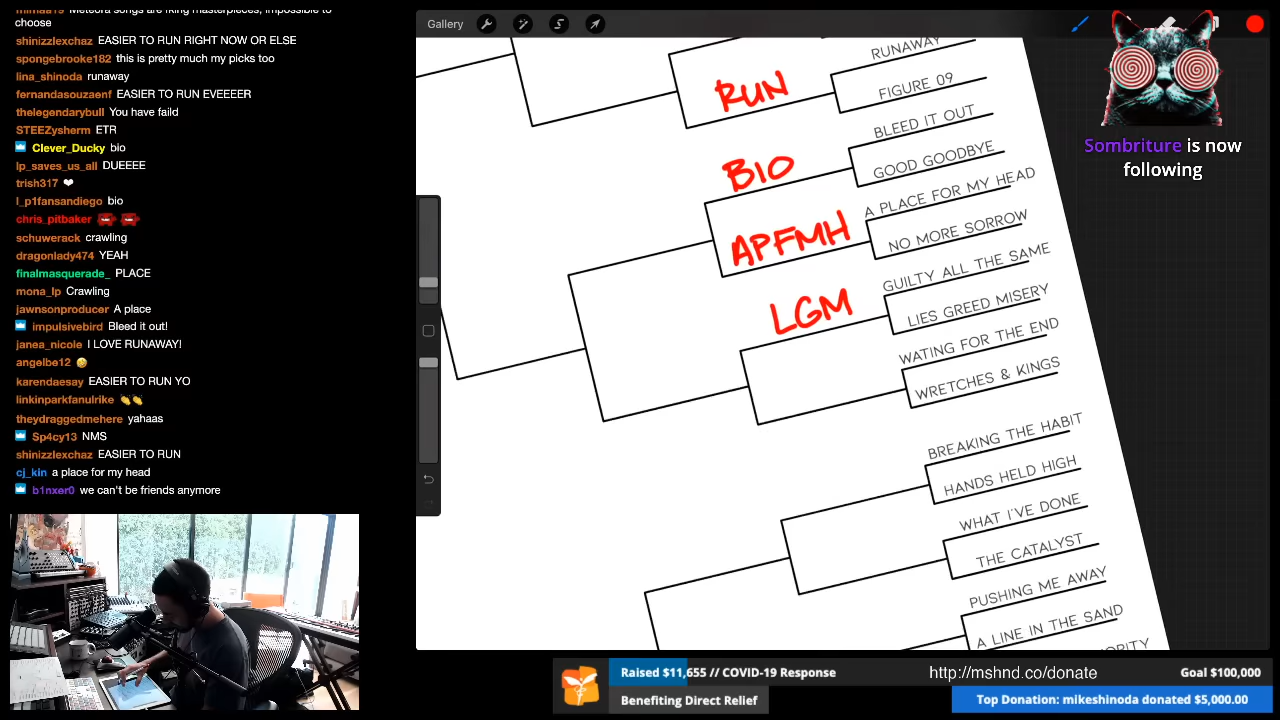 choose
shinizzlexchaz EASIER TO RUN RIGHT NOW OR ELSE
spongebrooke182 this is pretty much my picks too
lina_shinoda runaway
fernandasouzaenf EASIER TO RUN EVEEEER
thelegendarybull You have faild
STEEZysherm ETR
Clever_Ducky bio
lp_saves_us_all DUEEEE
trish317 ❤
l_p1fansandiego bio
chris_pitbaker
schuwerack crawling
dragonlady474 YEAH
finalmasquerade_ PLACE
mona_lp Crawling
jawnsonproducer A place
impulsivebird Bleed it out!
janea_nicole I LOVE RUNAWAY!
angelbe12 🤣
karendaesay EASIER TO RUN YO
linkinparkfanulrike 👏👏
theydraggedmehere yahaas
Sp4cy13 NMS
shinizzlexchaz EASIER TO RUN
cj_kin a place for my head
b1nxer0 we can't be friends anymore
Gallery
RUNAWAY
FIGURE 09
RUN
BLEED IT OUT
GOOD GOODBYE
BIO
A PLACE FOR MY HEAD
NO MORE SORROW
APFMH
GUILTY ALL THE SAME
LIES GREED MISERY
LGM
WATING FOR THE END
WRETCHES & KINGS
BREAKING THE HABIT
HANDS HELD HIGH
WHAT I'VE DONE
THE CATALYST
PUSHING ME AWAY
A LINE IN THE SAND
Sombriture is now
following
Raised $11,655 // COVID-19 Response
http://mshnd.co/donate
Goal $100,000
Benefiting Direct Relief
Top Donation: mikeshinoda donated $5,000.00